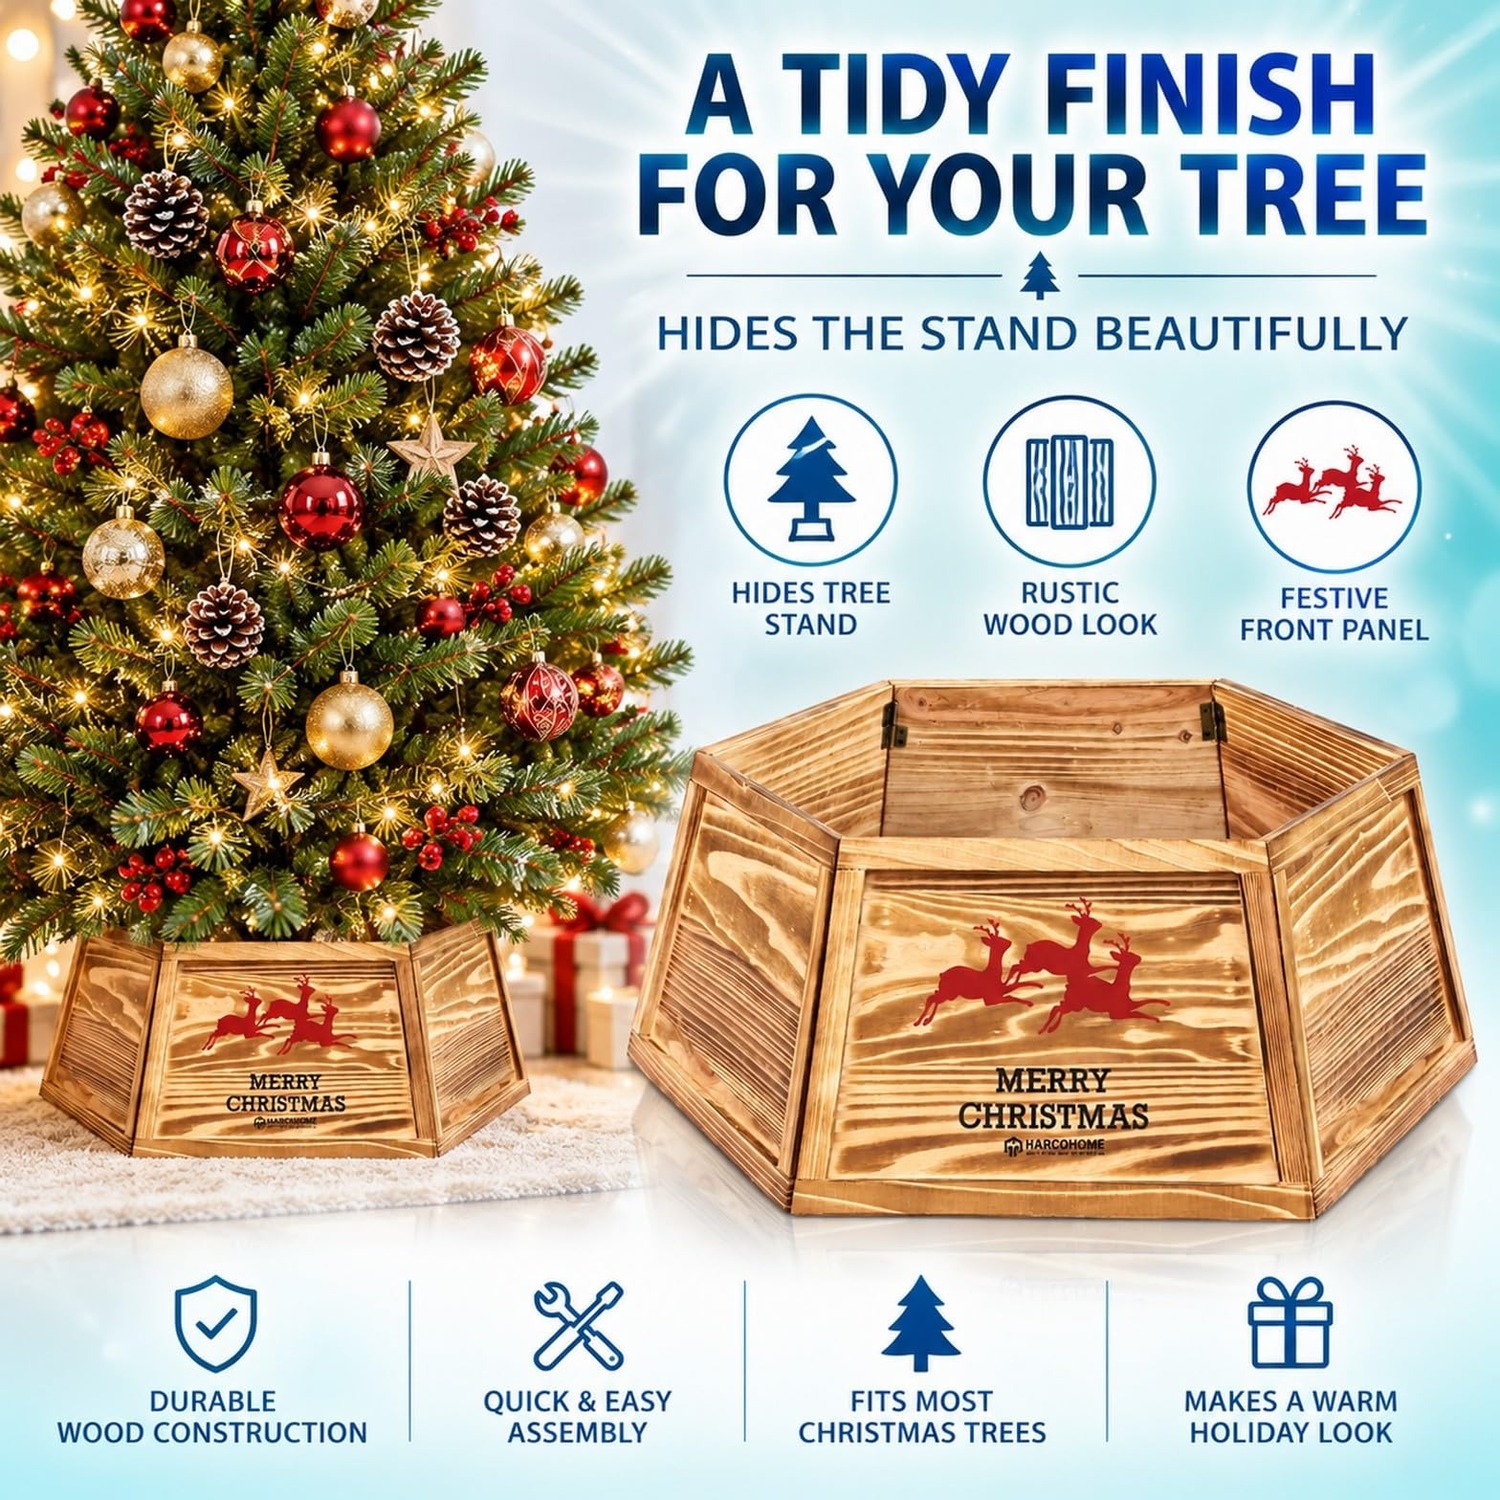 A TIDY FINISH
FOR YOUR TREE
HIDES THE STAND BEAUTIFULLY
HIDES TREE
STAND
RUSTIC
WOOD LOOK
FESTIVE
FRONT PANEL
MERRY
CHRISTMAS
HARCOHOME
MERRY
CHRISTMAS
HARCOHOME
DURABLE
WOOD CONSTRUCTION
QUICK & EASY
ASSEMBLY
FITS MOST
CHRISTMAS TREES
MAKES A WARM
HOLIDAY LOOK